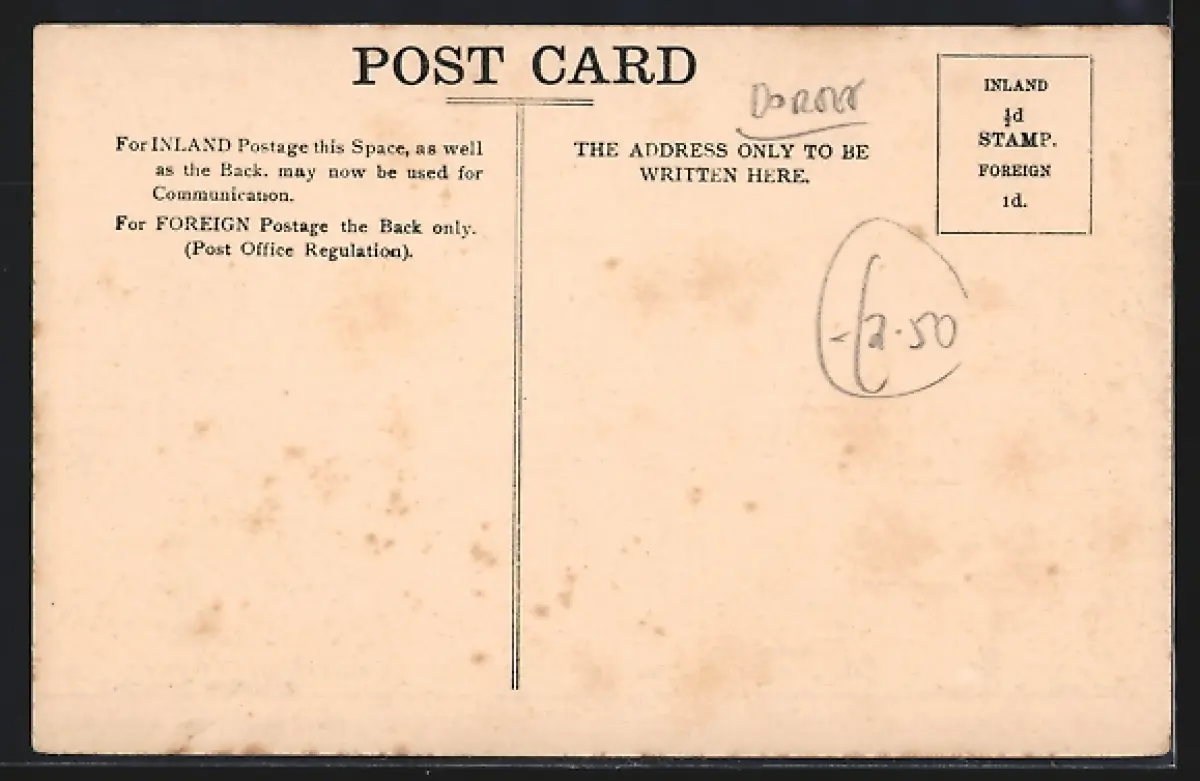 POST CARD
For INLAND Postage this Space, as well
as the Back. may now be used for
Communication.
For FOREIGN Postage the Back only.
(Post Office Regulation).
THE ADDRESS ONLY TO BE
WRITTEN HERE.
INLAND
½d
STAMP.
FOREIGN
1d.
2.50